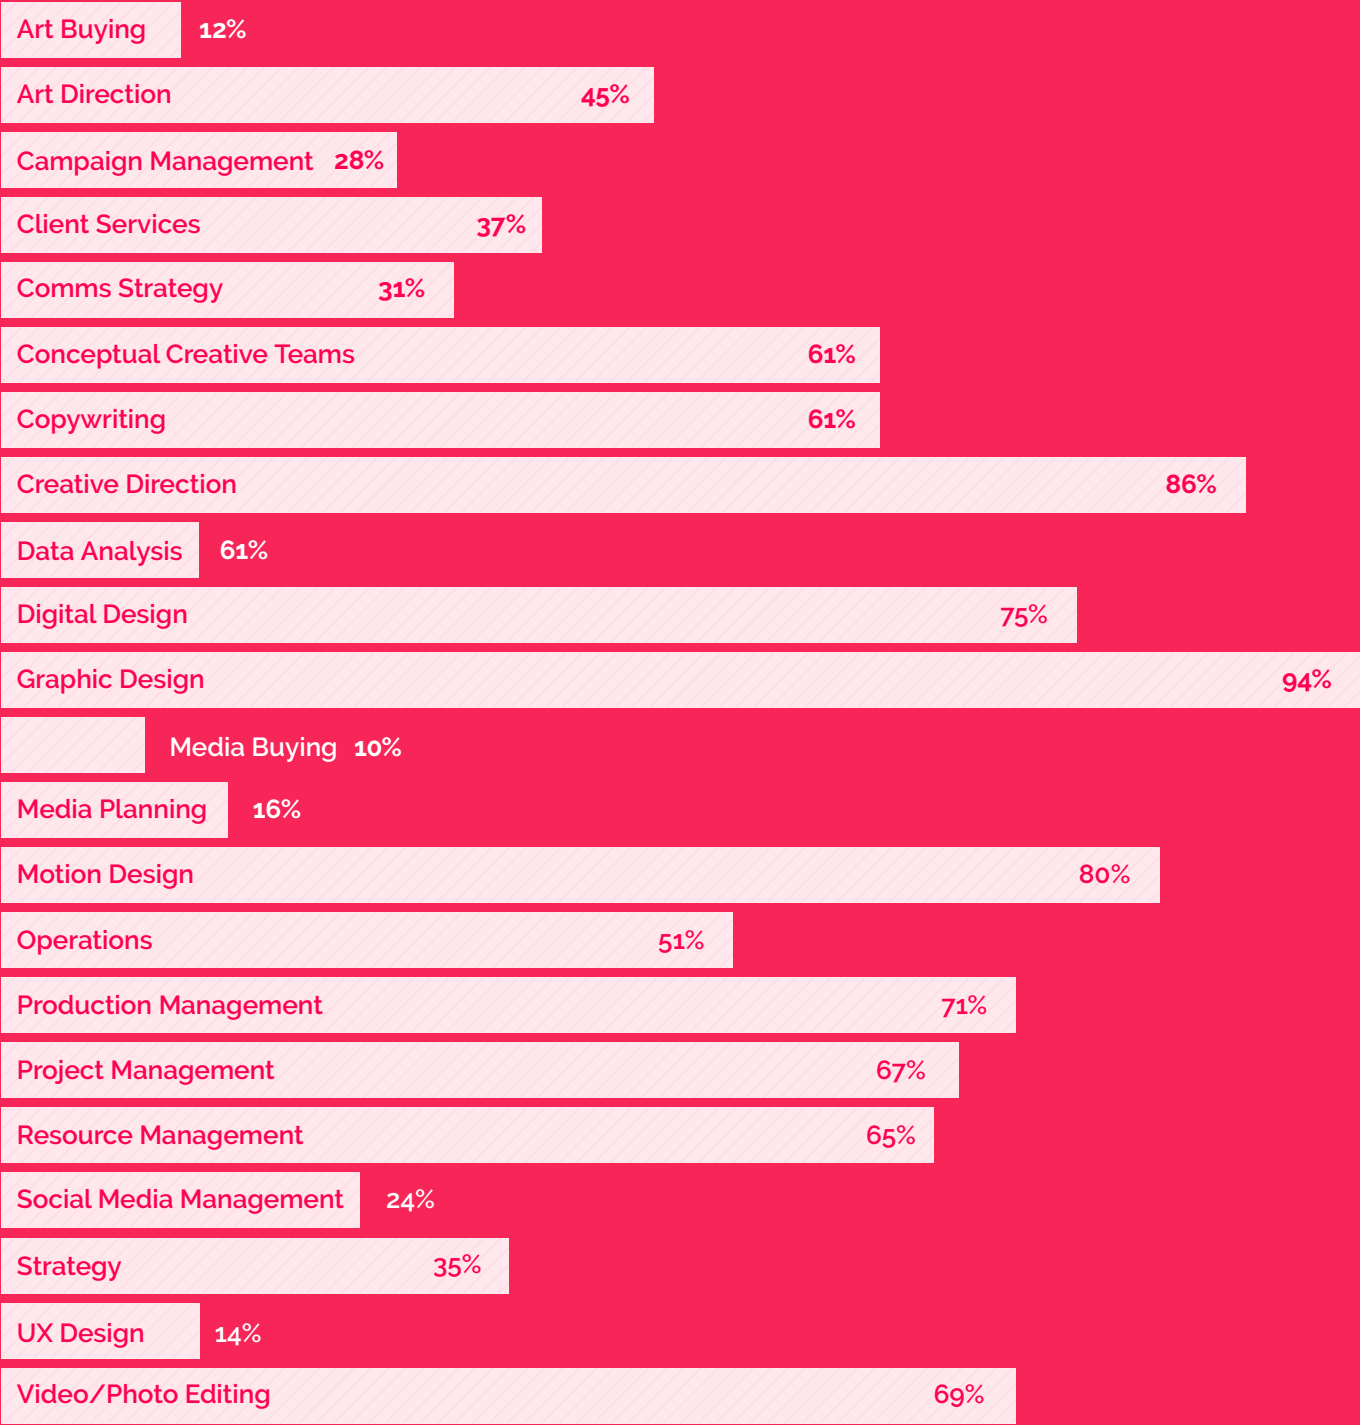 Art Buying 12%
Art Direction 45%
Campaign Management 28%
Client Services 37%
Comms Strategy 31%
Conceptual Creative Teams 61%
Copywriting 61%
Creative Direction 86%
Data Analysis 61%
Digital Design 75%
Graphic Design 94%
Media Buying 10%
Media Planning 16%
Motion Design 80%
Operations 51%
Production Management 71%
Project Management 67%
Resource Management 65%
Social Media Management 24%
Strategy 35%
UX Design 14%
Video/Photo Editing 69%